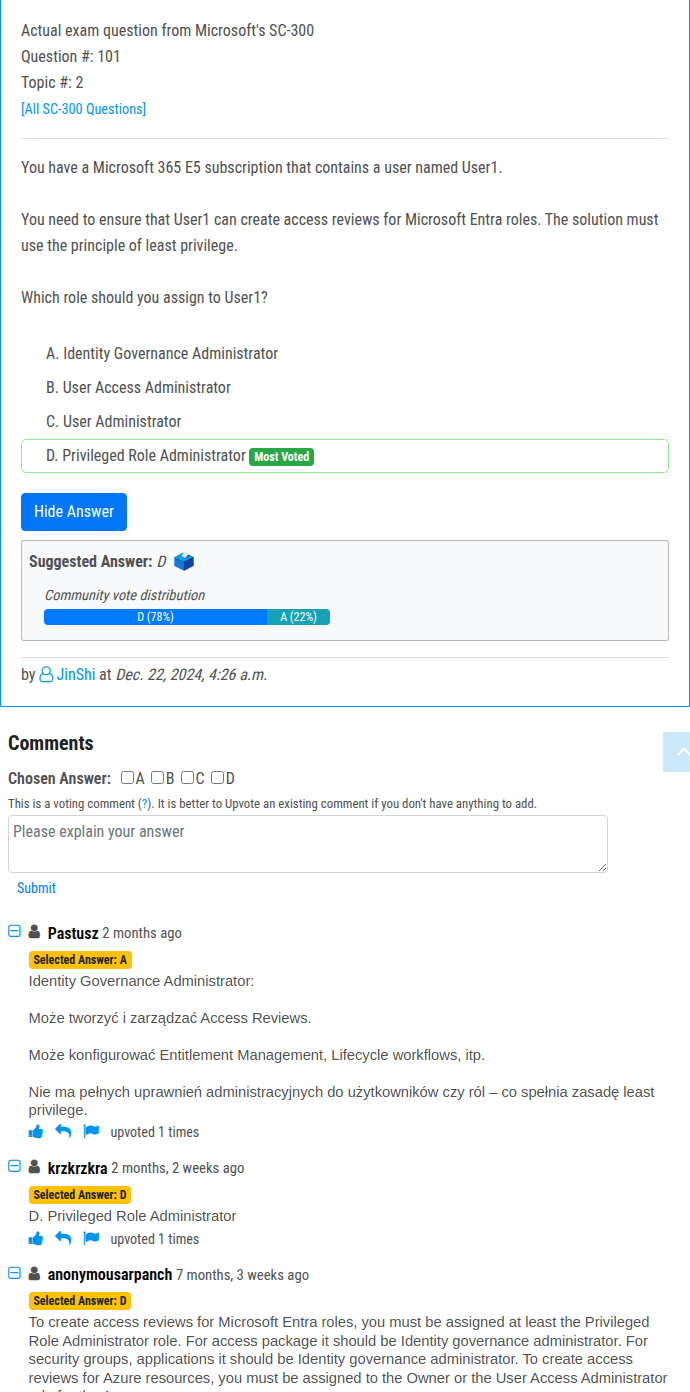 Actual exam question from Microsoft's SC-300
Question #: 101
Topic #: 2
[All SC-300 Questions]
You have a Microsoft 365 E5 subscription that contains a user named User1.
You need to ensure that User1 can create access reviews for Microsoft Entra roles. The solution must
use the principle of least privilege.
Which role should you assign to User1?
A. Identity Governance Administrator
B. User Access Administrator
C. User Administrator
D. Privileged Role Administrator Most Voted
Hide Answer
Suggested Answer: D
Community vote distribution
D (78%) A (22%)
by JinShi at Dec. 22, 2024, 4:26 a.m.
Comments
Chosen Answer: A B C D
This is a voting comment (?). It is better to Upvote an existing comment if you don't have anything to add.
Please explain your answer
Submit
Pastusz 2 months ago
Selected Answer: A
Identity Governance Administrator:
Może tworzyć i zarządzać Access Reviews.
Może konfigurować Entitlement Management, Lifecycle workflows, itp.
Nie ma pełnych uprawnień administracyjnych do użytkowników czy ról – co spełnia zasadę least
privilege.
upvoted 1 times
krzkrzkra 2 months, 2 weeks ago
Selected Answer: D
D. Privileged Role Administrator
upvoted 1 times
anonymousarpanch 7 months, 3 weeks ago
Selected Answer: D
To create access reviews for Microsoft Entra roles, you must be assigned at least the Privileged
Role Administrator role. For access package it should be Identity governance administrator. For
security groups, applications it should be Identity governance administrator. To create access
reviews for Azure resources, you must be assigned to the Owner or the User Access Administrator